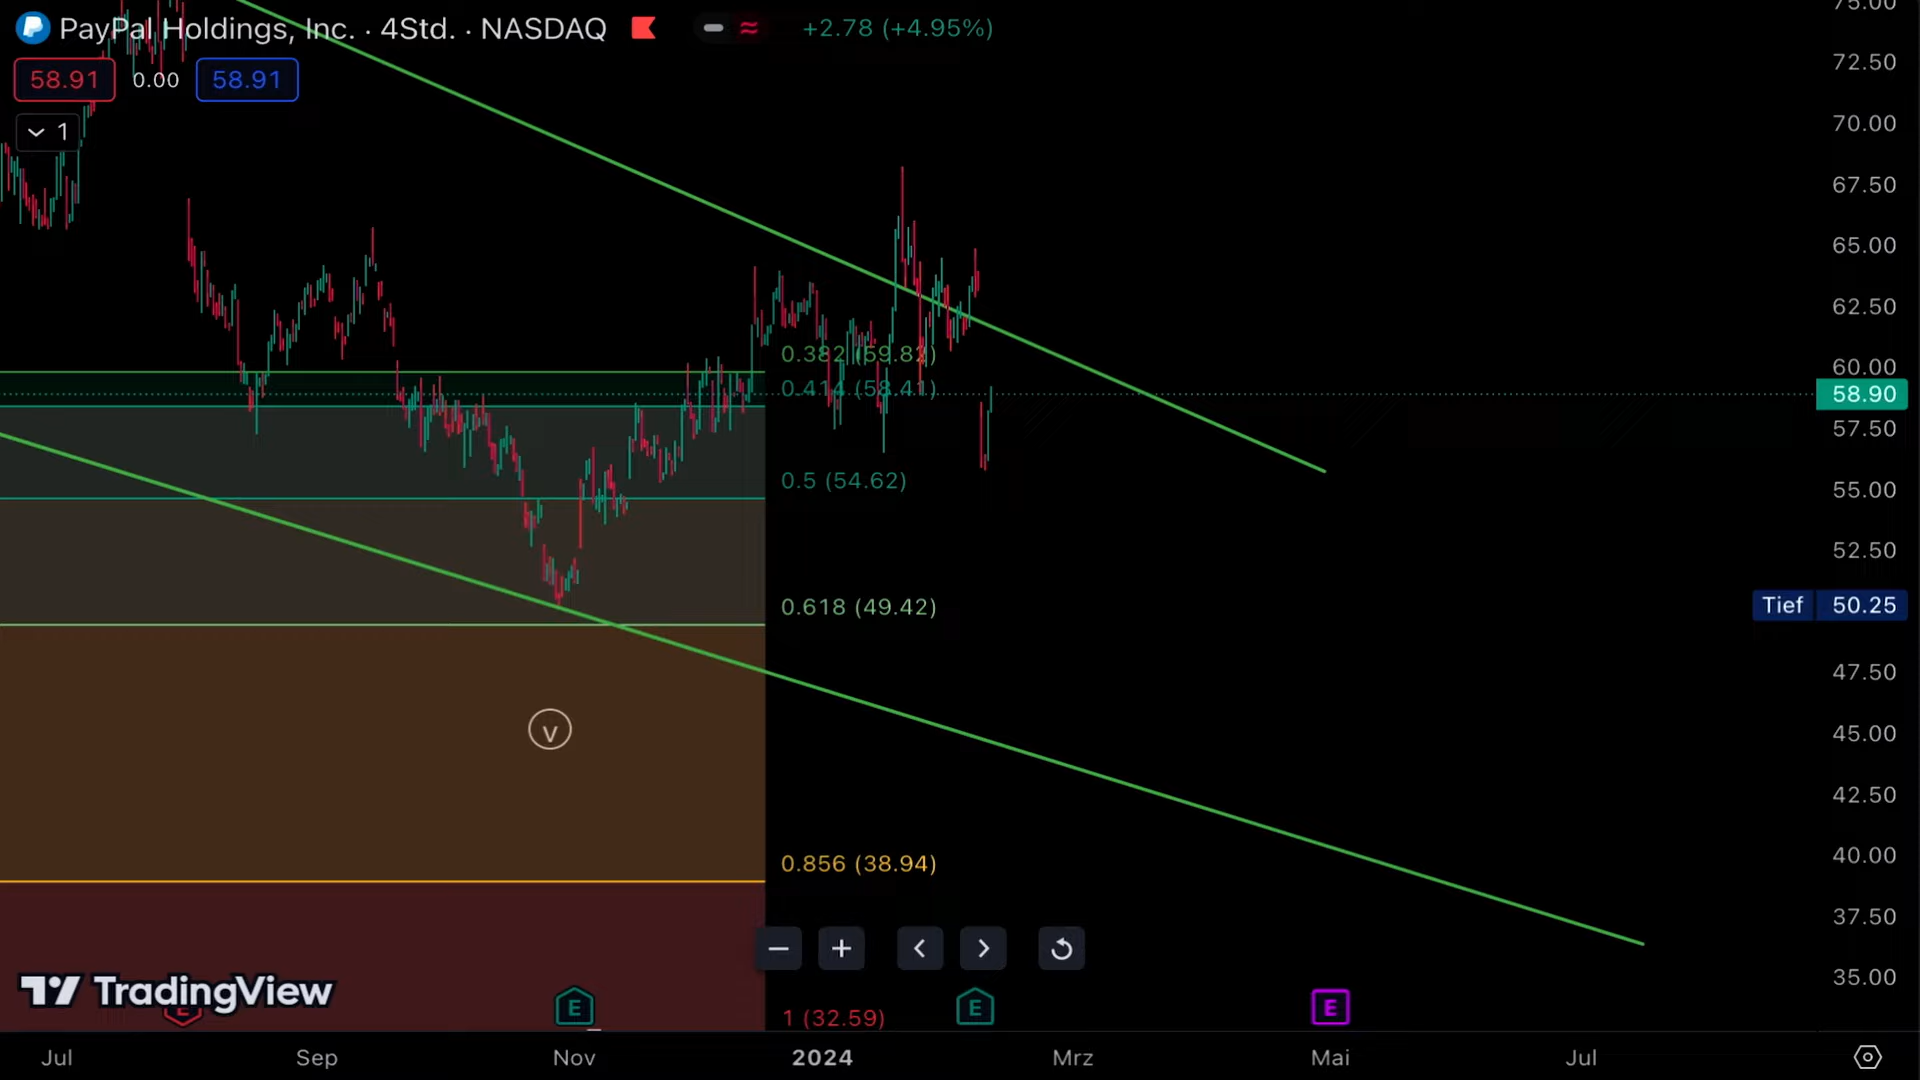 PayPal Holdings, Inc. · 4Std. · NASDAQ
+2.78 (+4.95%)
58.91 0.00 58.91
1
75.00
72.50
70.00
67.50
65.00
62.50
60.00
58.90
57.50
55.00
52.50
Tief 50.25
47.50
45.00
42.50
40.00
37.50
35.00
0.382 (59.82)
0.414 (58.41)
0.5 (54.62)
0.618 (49.42)
0.856 (38.94)
1 (32.59)
v
TradingView
E
E
E
E
Jul Sep Nov 2024 Mrz Mai Jul